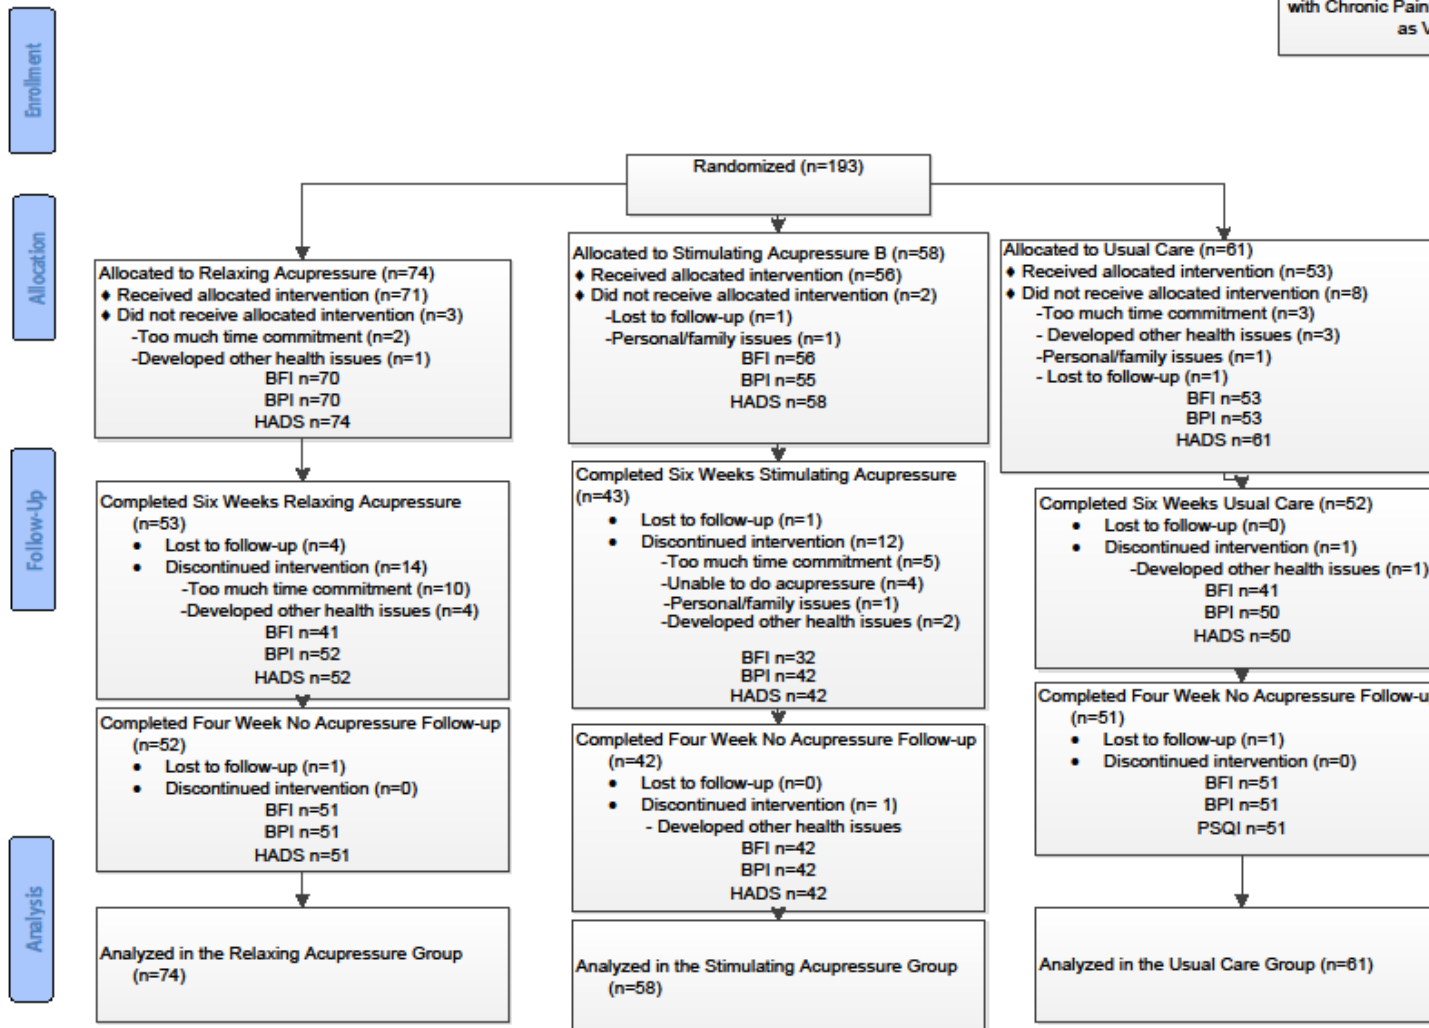 with Chronic Pain
as V
Enrollment
Randomized (n=193)
Allocation
Allocated to Relaxing Acupressure (n=74)
♦ Received allocated intervention (n=71)
♦ Did not receive allocated intervention (n=3)
-Too much time commitment (n=2)
-Developed other health issues (n=1)
BFI n=70
BPI n=70
HADS n=74
Allocated to Stimulating Acupressure B (n=58)
♦ Received allocated intervention (n=56)
♦ Did not receive allocated intervention (n=2)
-Lost to follow-up (n=1)
-Personal/family issues (n=1)
BFI n=56
BPI n=55
HADS n=58
Allocated to Usual Care (n=61)
♦ Received allocated intervention (n=53)
♦ Did not receive allocated intervention (n=8)
-Too much time commitment (n=3)
- Developed other health issues (n=3)
-Personal/family issues (n=1)
- Lost to follow-up (n=1)
BFI n=53
BPI n=53
HADS n=61
Follow-Up
Completed Six Weeks Relaxing Acupressure
(n=53)
• Lost to follow-up (n=4)
• Discontinued intervention (n=14)
-Too much time commitment (n=10)
-Developed other health issues (n=4)
BFI n=41
BPI n=52
HADS n=52
Completed Six Weeks Stimulating Acupressure
(n=43)
• Lost to follow-up (n=1)
• Discontinued intervention (n=12)
-Too much time commitment (n=5)
-Unable to do acupressure (n=4)
-Personal/family issues (n=1)
-Developed other health issues (n=2)
BFI n=32
BPI n=42
HADS n=42
Completed Six Weeks Usual Care (n=52)
• Lost to follow-up (n=0)
• Discontinued intervention (n=1)
-Developed other health issues (n=1)
BFI n=41
BPI n=50
HADS n=50
Completed Four Week No Acupressure Follow-up
(n=52)
• Lost to follow-up (n=1)
• Discontinued intervention (n=0)
BFI n=51
BPI n=51
HADS n=51
Completed Four Week No Acupressure Follow-up
(n=42)
• Lost to follow-up (n=0)
• Discontinued intervention (n= 1)
- Developed other health issues
BFI n=42
BPI n=42
HADS n=42
Completed Four Week No Acupressure Follow-u
(n=51)
• Lost to follow-up (n=1)
• Discontinued intervention (n=0)
BFI n=51
BPI n=51
PSQI n=51
Analysis
Analyzed in the Relaxing Acupressure Group
(n=74)
Analyzed in the Stimulating Acupressure Group
(n=58)
Analyzed in the Usual Care Group (n=61)